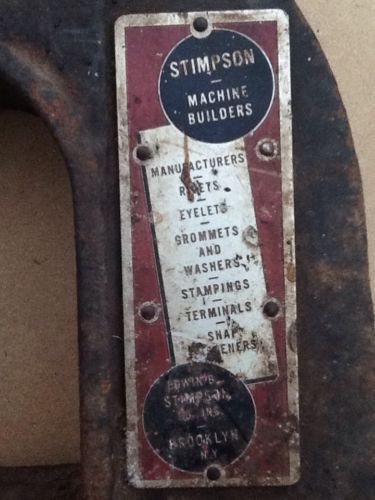 STIMPSON
MACHINE
BUILDERS
MANUFACTURERS
RIVETS
EYELETS
GROMMETS
AND
WASHERS
STAMPINGS
TERMINALS
SNAP
FASTENERS
EDWIN B.
STIMPSON
CO. INC.
BROOKLYN
N.Y.